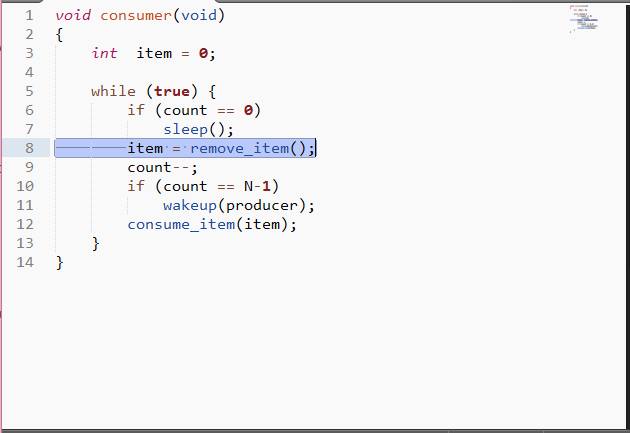 1 void consumer(void)
2 {
3     int  item = 0;
4
5     while (true) {
6         if (count == 0)
7             sleep();
8         item = remove_item();
9         count--;
10         if (count == N-1)
11             wakeup(producer);
12         consume_item(item);
13     }
14 }